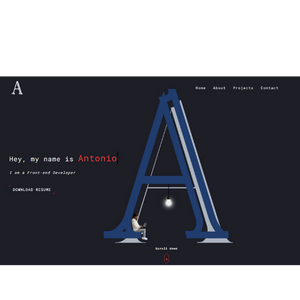 A
Home About Projects Contact
Hey, my name is Antonio
I am a Front-end Developer
DOWNLOAD RESUME
A
Scroll down